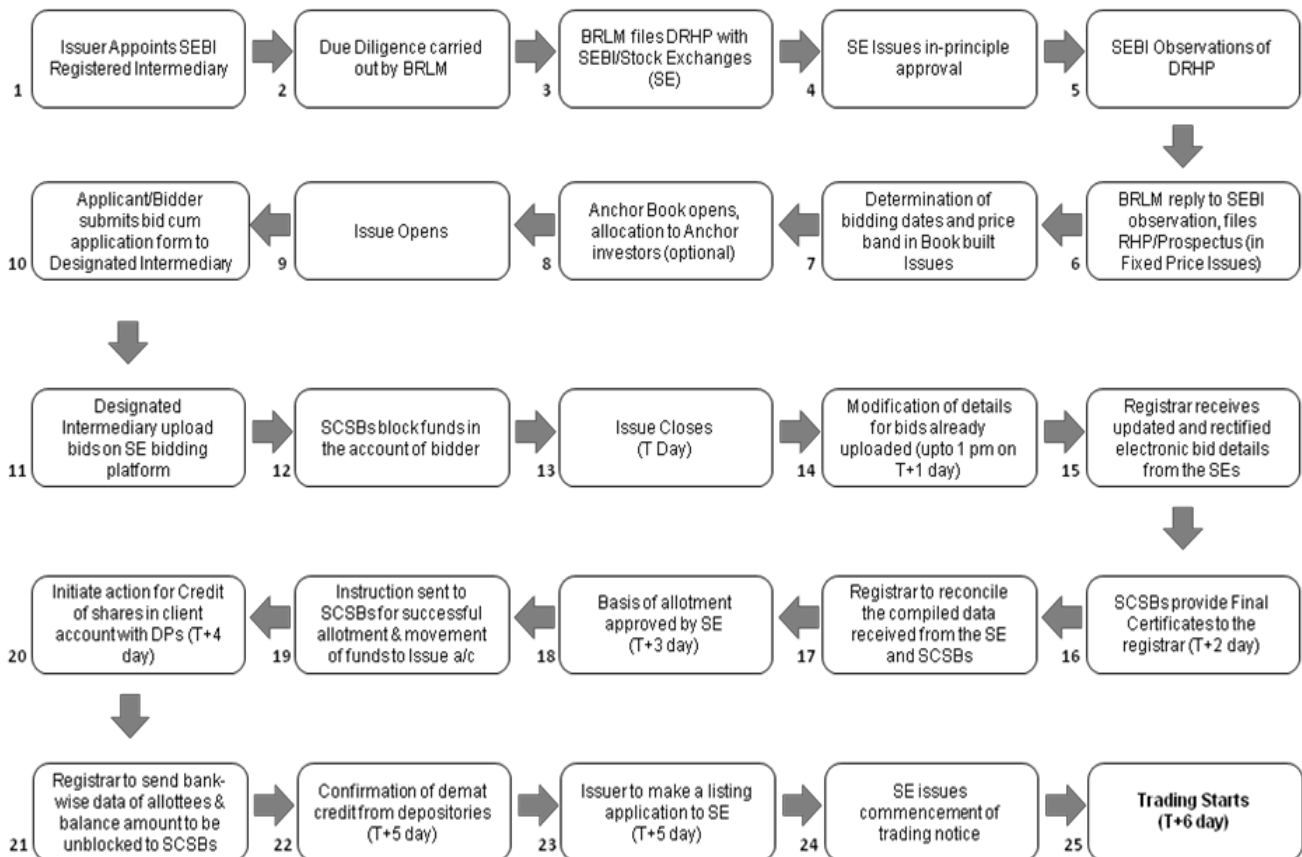 Issuer Appoints SEBI
Registered Intermediary
1
Due Diligence carried
out by BRLM
2
BRLM files DRHP with
SEBI/Stock Exchanges
(SE)
3
SE Issues in-principle
approval
4
SEBI Observations of
DRHP
5
BRLM reply to SEBI
observation, files
RHP/Prospectus (in
Fixed Price Issues)
6
Determination of
bidding dates and price
band in Book built
Issues
7
Anchor Book opens,
allocation to Anchor
investors (optional)
8
Issue Opens
9
Applicant/Bidder
submits bid cum
application form to
Designated Intermediary
10
Designated
Intermediary upload
bids on SE bidding
platform
11
SCSBs block funds in
the account of bidder
12
Issue Closes
(T Day)
13
Modification of details
for bids already
uploaded (upto 1 pm on
T+1 day)
14
Registrar receives
updated and rectified
electronic bid details
from the SEs
15
SCSBs provide Final
Certificates to the
registrar (T+2 day)
16
Registrar to reconcile
the compiled data
received from the SE
and SCSBs
17
Basis of allotment
approved by SE
(T+3 day)
18
Instruction sent to
SCSBs for successful
allotment & movement
of funds to Issue a/c
19
Initiate action for Credit
of shares in client
account with DPs (T+4
day)
20
Registrar to send bank-
wise data of allottees &
balance amount to be
unblocked to SCSBs
21
Confirmation of demat
credit from depositories
(T+5 day)
22
Issuer to make a listing
application to SE
(T+5 day)
23
SE issues
commencement of
trading notice
24
Trading Starts
(T+6 day)
25